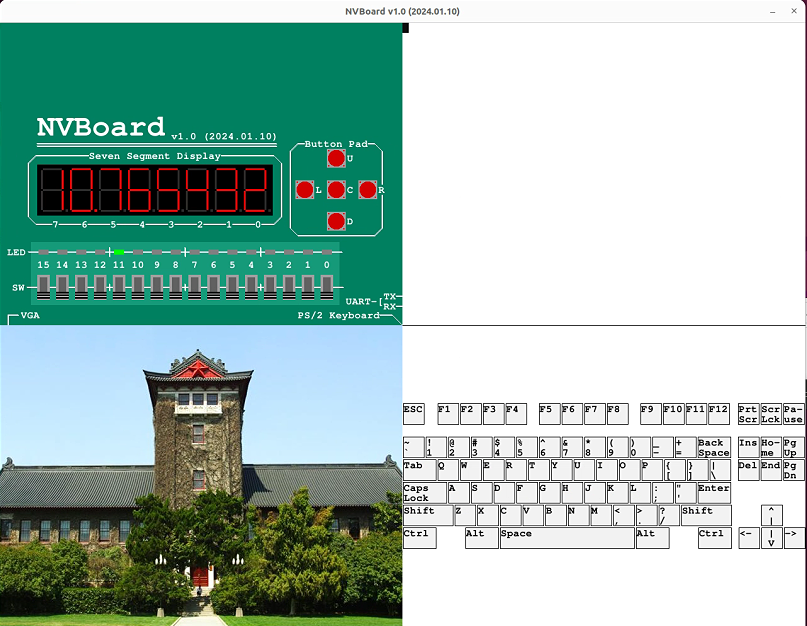 NVBoard v1.0 (2024.01.10)
NVBoard v1.0 (2024.01.10)
Seven Segment Display
10.765432
7 6 5 4 3 2 1 0
Button Pad
U
L C R
D
LED
15 14 13 12 11 10 9 8 7 6 5 4 3 2 1 0
SW
UART
TX
RX
VGA
PS/2 Keyboard
ESC F1 F2 F3 F4 F5 F6 F7 F8 F9 F10 F11 F12 Prt Scr Scr Lck Pa- use
~ ` ! 1 @ 2 # 3 $ 4 % 5 ^ 6 & 7 * 8 ( 9 ) 0 _ - + = Back Space Ins Ho- me Pg Up
Tab Q W E R T Y U I O P { [ } ] | \ Del End Pg Dn
Caps Lock A S D F G H J K L : ; " ' Enter
Shift Z X C V B N M < , > . ? / Shift ^ |
Ctrl Alt Space Alt Ctrl <- | V ->